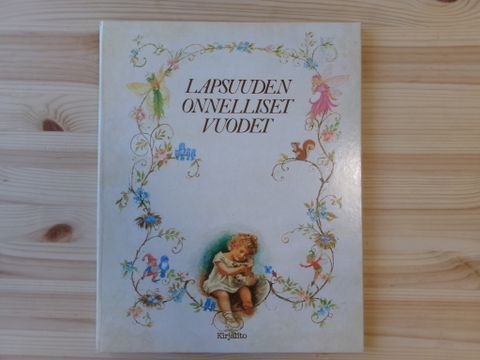 LAPSUUDEN
ONNELLISET
VUODET
Kirjalito